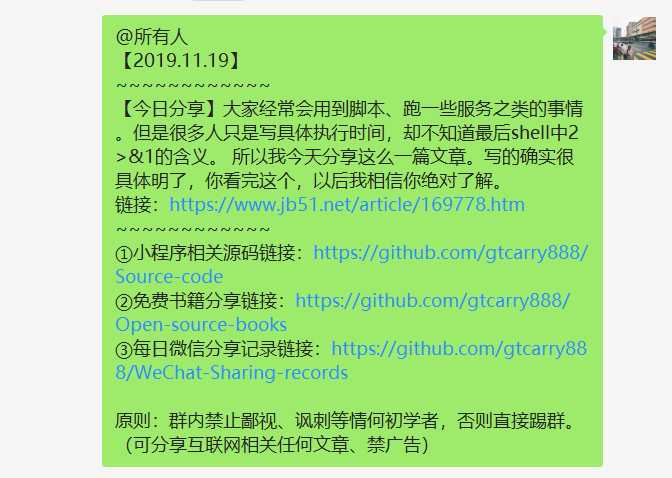 @所有人
【2019.11.19】
~~~~~~~~~~~~
【今日分享】大家经常会用到脚本、跑一些服务之类的事情
。但是很多人只是写具体执行时间，却不知道最后shell中2
>&1的含义。 所以我今天分享这么一篇文章。写的确实很
具体明了，你看完这个，以后我相信你绝对了解。
链接：https://www.jb51.net/article/169778.htm
~~~~~~~~~~~~
①小程序相关源码链接：https://github.com/gtcarry888/
Source-code
②免费书籍分享链接：https://github.com/gtcarry888/
Open-source-books
③每日微信分享记录链接：https://github.com/gtcarry88
8/WeChat-Sharing-records
原则：群内禁止鄙视、讽刺等情何初学者，否则直接踢群。
（可分享互联网相关任何文章、禁广告）